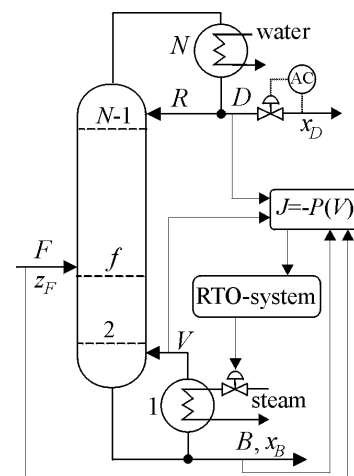 N
water
AC
N-1
R
D
x_D
J=-P(V)
F
z_F
f
RTO-system
2
V
1
steam
B, x_B